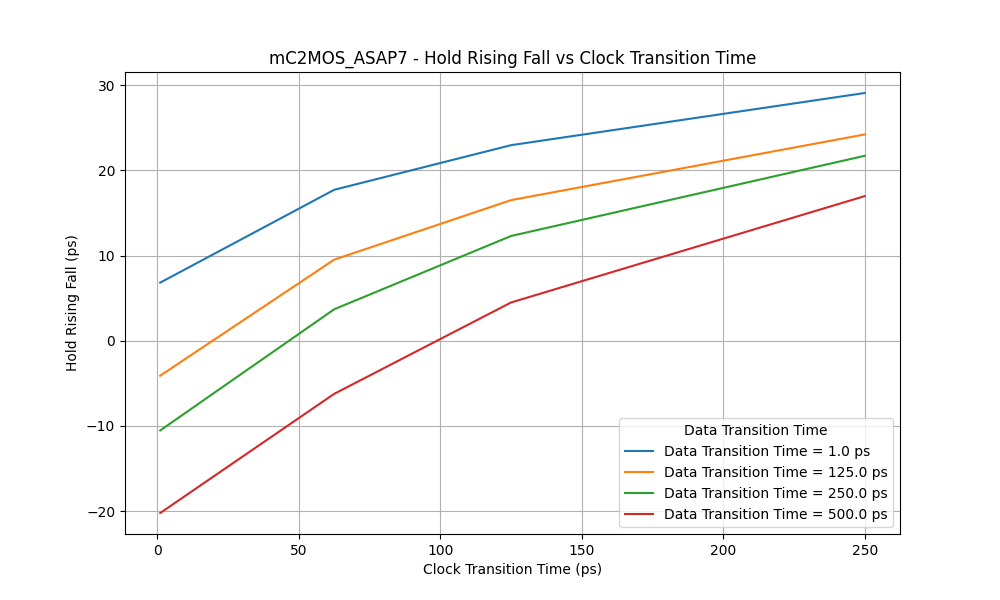 mC2MOS_ASAP7 - Hold Rising Fall vs Clock Transition Time
Hold Rising Fall (ps)
30
20
10
0
−10
−20
0
50
100
150
200
250
Clock Transition Time (ps)
Data Transition Time
Data Transition Time = 1.0 ps
Data Transition Time = 125.0 ps
Data Transition Time = 250.0 ps
Data Transition Time = 500.0 ps